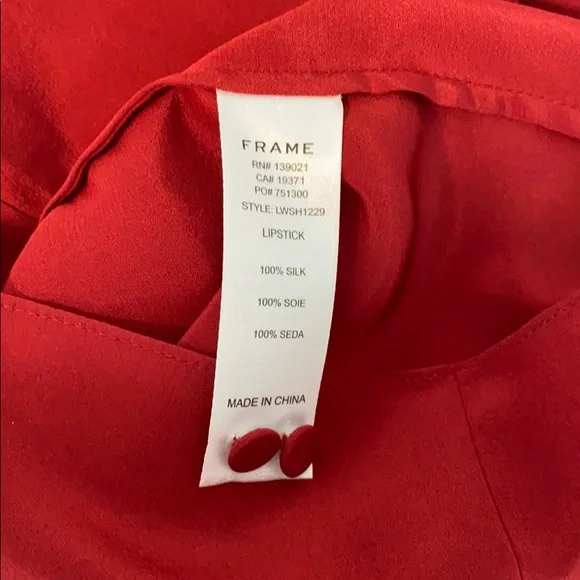 FRAME
RN# 139021
CA# 19371
PO# 751300
STYLE: LWSH1229
LIPSTICK
100% SILK
100% SOIE
100% SEDA
MADE IN CHINA